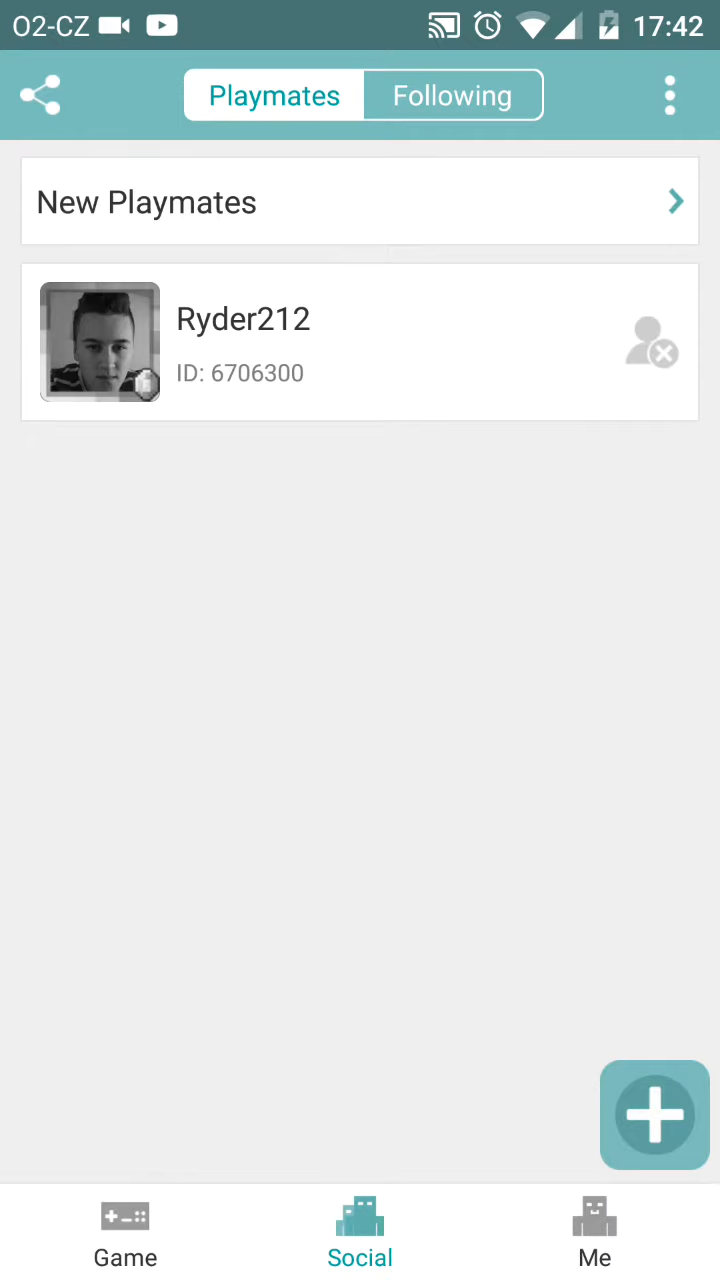 O2-CZ 17:42
Playmates Following
New Playmates
Ryder212
ID: 6706300
Game Social Me